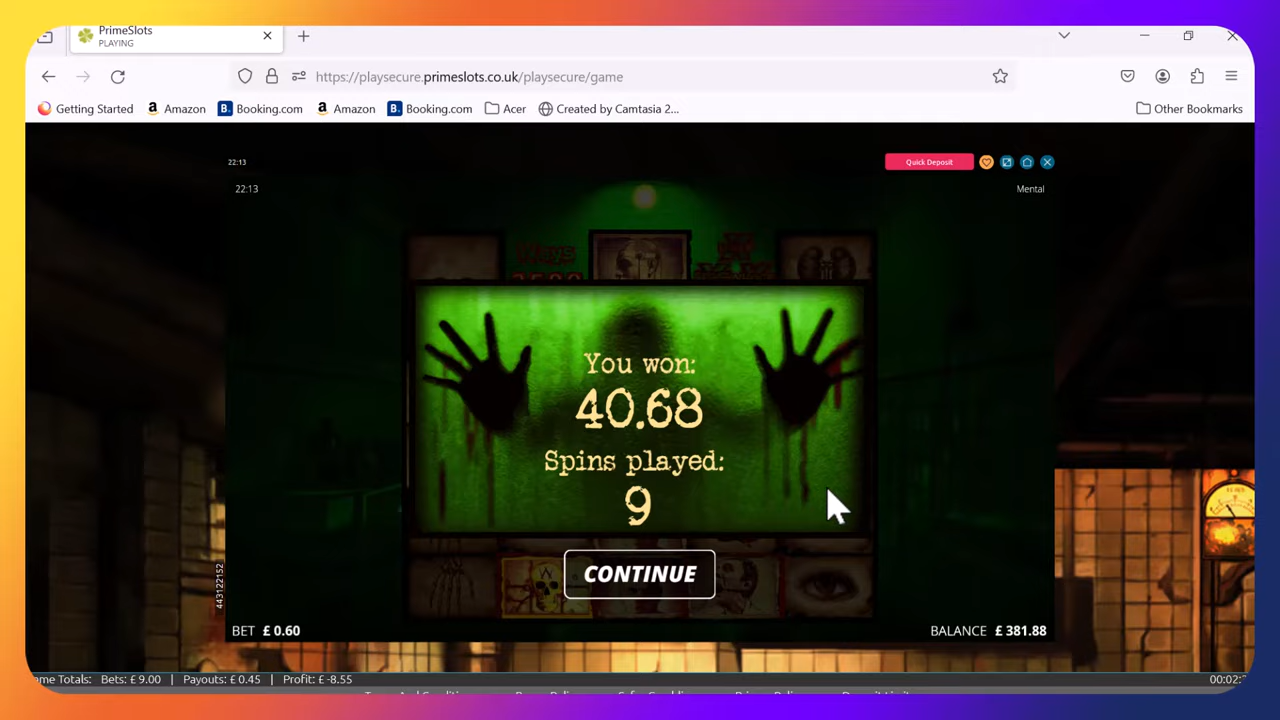 PrimeSlots
PLAYING
https://playsecure.primeslots.co.uk/playsecure/game
Getting Started Amazon Booking.com Amazon Booking.com Acer Created by Camtasia 2... Other Bookmarks
22:13 Quick Deposit
22:13 Mental
You won:
40.68
Spins played:
9
CONTINUE
443122152
BET £ 0.60 BALANCE £ 381.88
ame Totals: Bets: £ 9.00 | Payouts: £ 0.45 | Profit: £ -8.55 00:02: